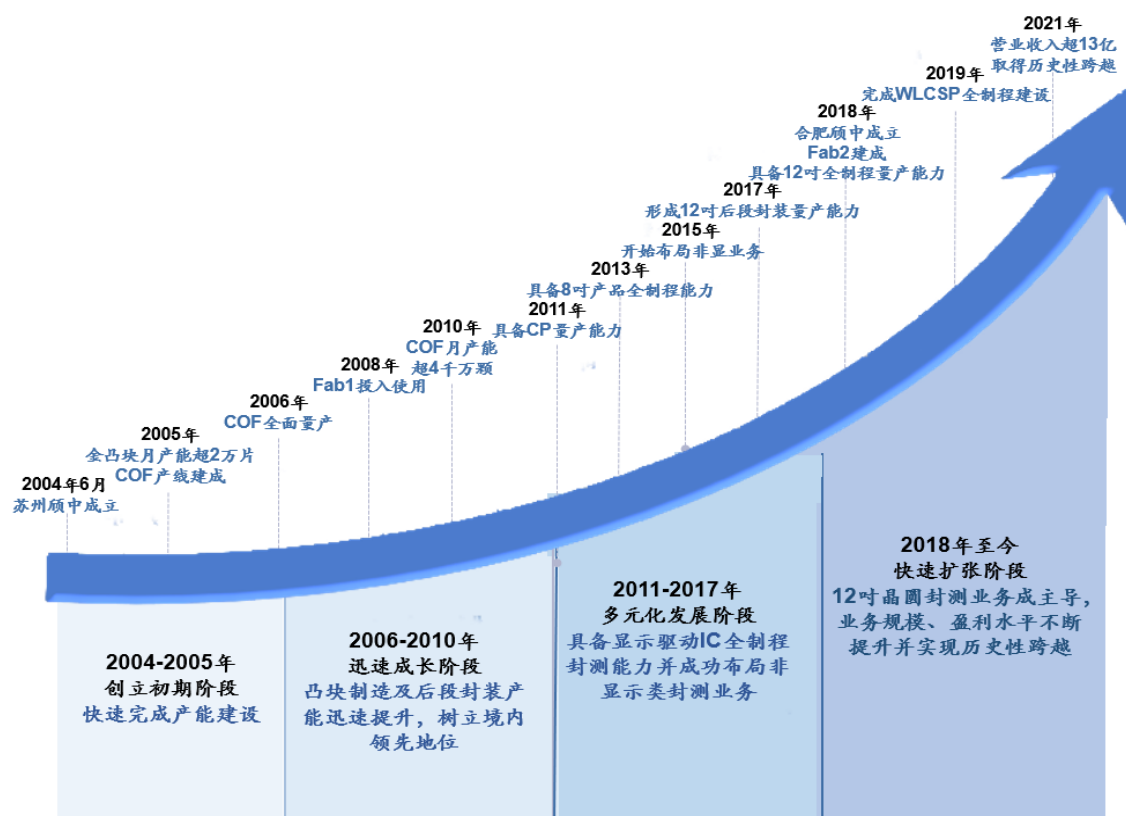 2004年6月
苏州颀中成立
2005年
金凸块月产能超2万片
COF产线建成
2006年
COF全面量产
2008年
Fab1投入使用
2010年
COF月产能
超4千万颗
2011年
具备CP量产能力
2013年
具备8吋产品全制程能力
2015年
开始布局非显业务
2017年
形成12吋后段封装量产能力
2018年
合肥颀中成立
Fab2建成
具备12吋全制程量产能力
2019年
完成WLCSP全制程建设
2021年
营业收入超13亿
取得历史性跨越
2004-2005年
创立初期阶段
快速完成产能建设
2006-2010年
迅速成长阶段
凸块制造及后段封装产
能迅速提升，树立境内
领先地位
2011-2017年
多元化发展阶段
具备显示驱动IC全制程
封测能力并成功布局非
显示类封测业务
2018年至今
快速扩张阶段
12吋晶圆封测业务成主导，
业务规模、盈利水平不断
提升并实现历史性跨越